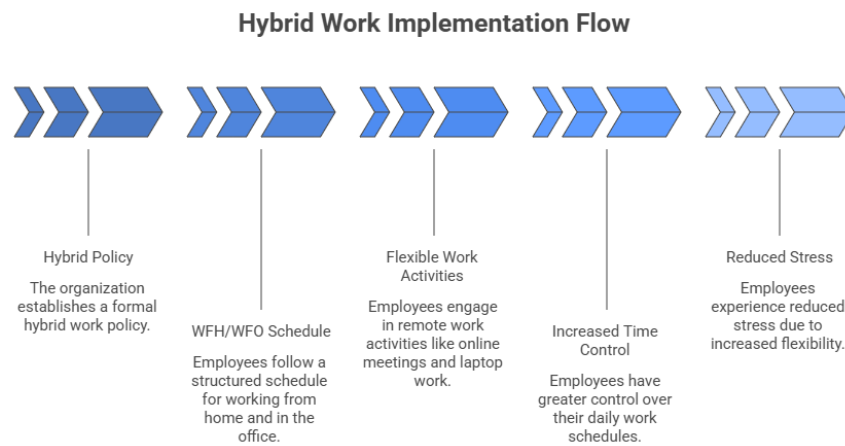 Hybrid Work Implementation Flow
Hybrid Policy
The organization
establishes a formal
hybrid work policy.
WFH/WFO Schedule
Employees follow a
structured schedule
for working from
home and in the
office.
Flexible Work
Activities
Employees engage
in remote work
activities like online
meetings and laptop
work.
Increased Time
Control
Employees have
greater control over
their daily work
schedules.
Reduced Stress
Employees
experience reduced
stress due to
increased flexibility.